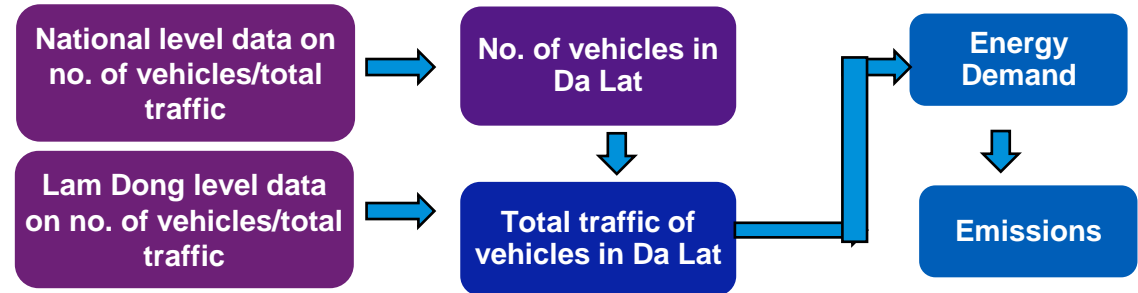 National level data on
no. of vehicles/total
traffic
No. of vehicles in
Da Lat
Energy
Demand
Lam Dong level data
on no. of vehicles/total
traffic
Total traffic of
vehicles in Da Lat
Emissions